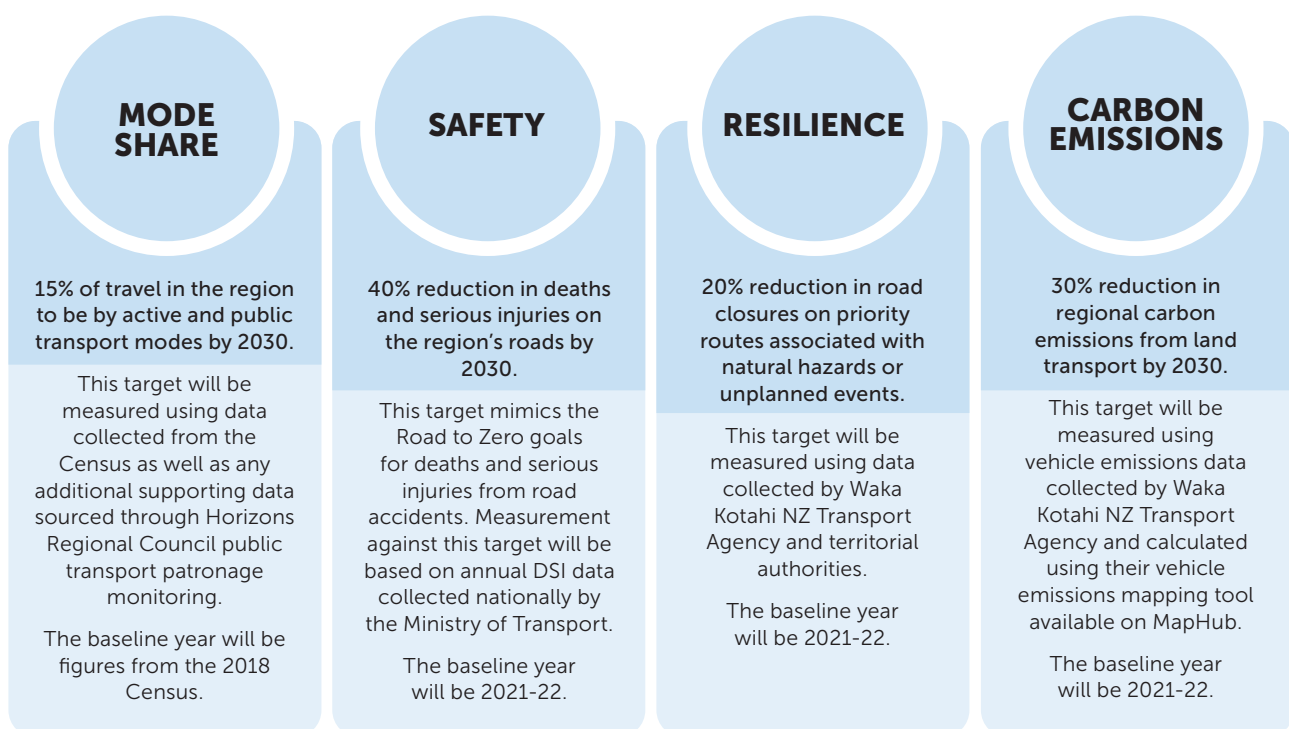 MODE
SHARE
15% of travel in the region
to be by active and public
transport modes by 2030.
This target will be
measured using data
collected from the
Census as well as any
additional supporting data
sourced through Horizons
Regional Council public
transport patronage
monitoring.
The baseline year will be
figures from the 2018
Census.
SAFETY
40% reduction in deaths
and serious injuries on
the region's roads by
2030.
This target mimics the
Road to Zero goals
for deaths and serious
injuries from road
accidents. Measurement
against this target will be
based on annual DSI data
collected nationally by
the Ministry of Transport.
The baseline year
will be 2021-22.
RESILIENCE
20% reduction in road
closures on priority
routes associated with
natural hazards or
unplanned events.
This target will be
measured using data
collected by Waka
Kotahi NZ Transport
Agency and territorial
authorities.
The baseline year
will be 2021-22.
CARBON
EMISSIONS
30% reduction in
regional carbon
emissions from land
transport by 2030.
This target will be
measured using
vehicle emissions data
collected by Waka
Kotahi NZ Transport
Agency and calculated
using their vehicle
emissions mapping tool
available on MapHub.
The baseline year
will be 2021-22.